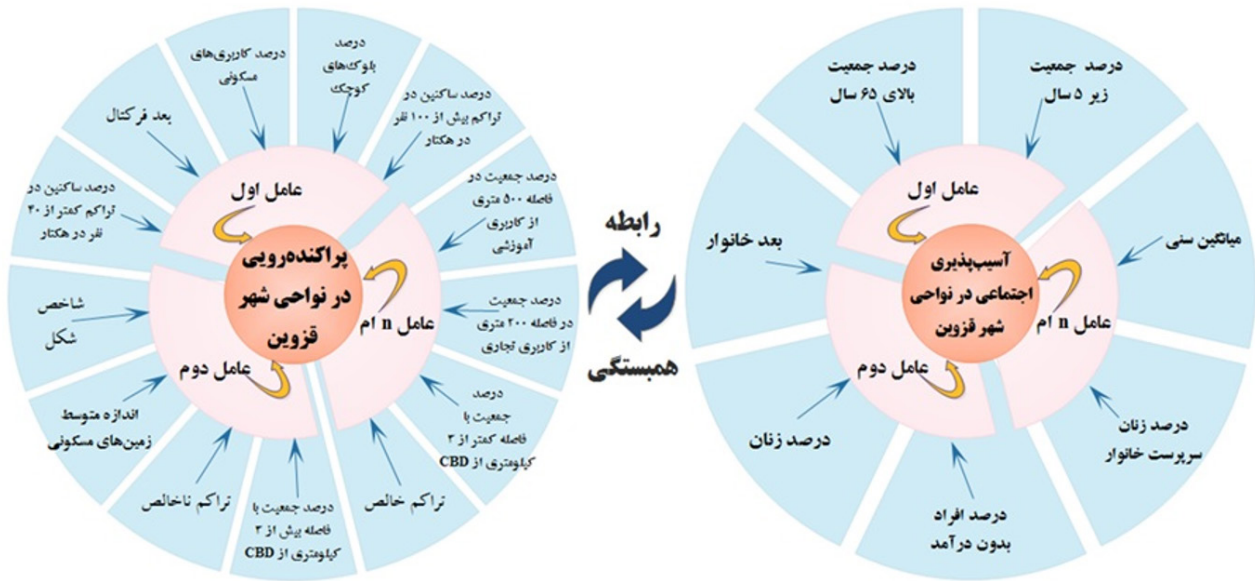 درصد
بلوک‌های
کوچک
درصد ساکنین در
تراکم بیش از ۱۰۰ نفر
در هکتار
درصد جمعیت در
فاصله ۵۰۰ متری
از کاربری
آموزشی
درصد جمعیت
در فاصله ۲۰۰ متری
از کاربری تجاری
درصد
جمعیت با
فاصله کمتر از ۳
کیلومتری از CBD
تراکم خالص
درصد جمعیت با
فاصله بیش از ۳
کیلومتری از CBD
تراکم ناخالص
اندازه متوسط
زمین‌های مسکونی
شاخص
شکل
درصد ساکنین در
تراکم کمتر از ۴۰
نفر در هکتار
بعد فرکتال
درصد کاربری‌های
مسکونی
عامل اول
عامل n ام
عامل دوم
پراکنده‌رویی
در نواحی شهر
قزوین
رابطه
همبستگی
درصد جمعیت
زیر ۵ سال
میانگین سنی
درصد زنان
سرپرست خانوار
درصد افراد
بدون درآمد
درصد زنان
بعد خانوار
درصد جمعیت
بالای ۶۵ سال
عامل اول
عامل n ام
عامل دوم
آسیب‌پذیری
اجتماعی در نواحی
شهر قزوین